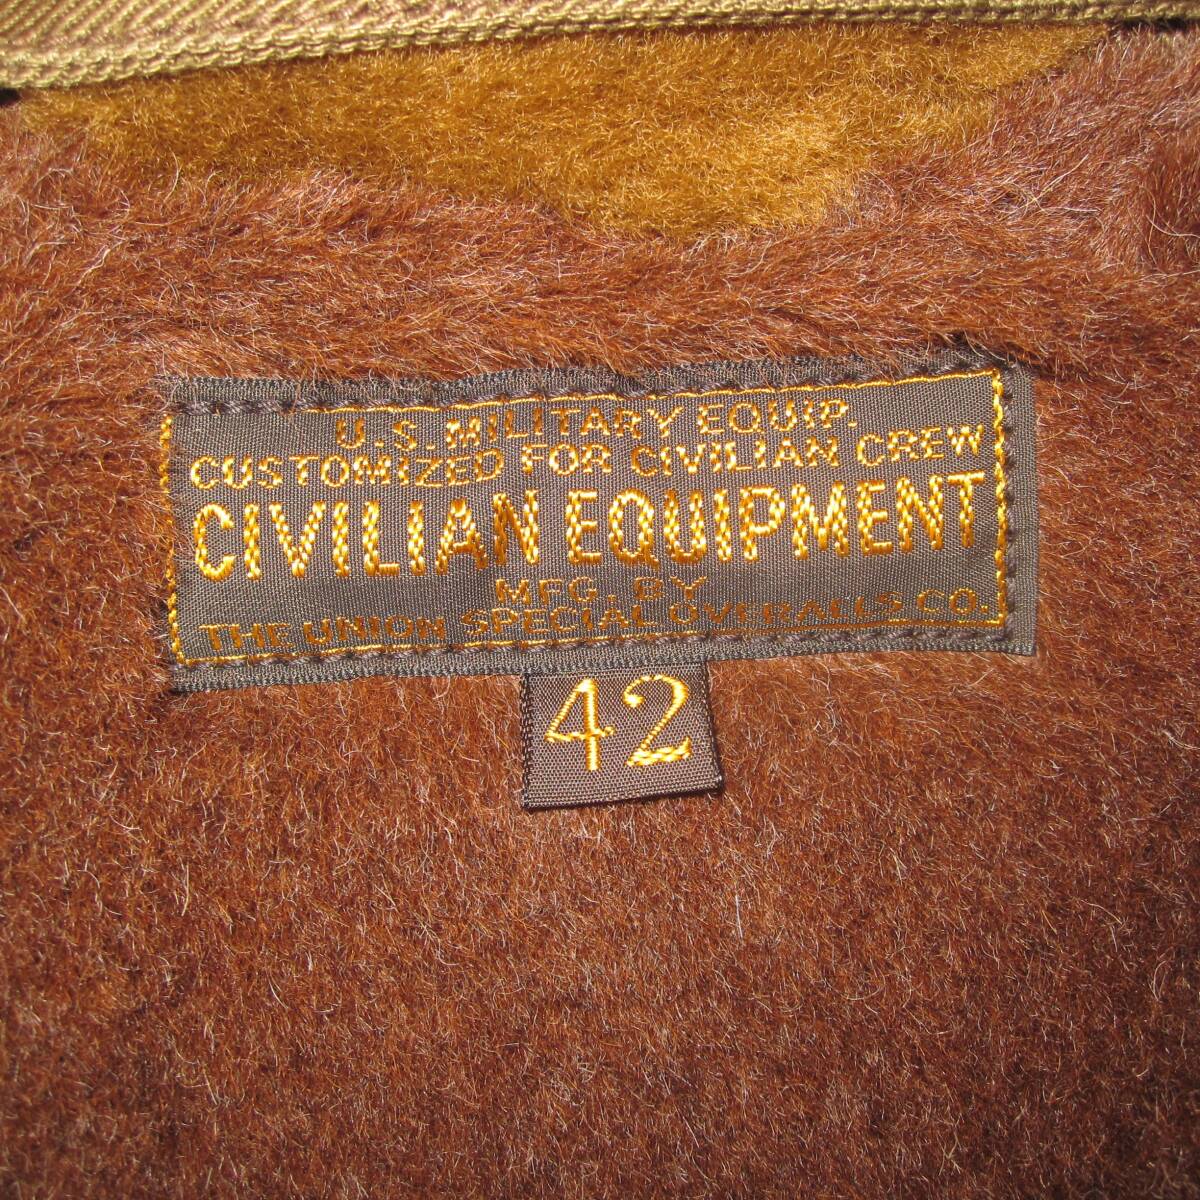 U.S. MILITARY EQUIP.
CUSTOMIZED FOR CIVILIAN CREW
CIVILIAN EQUIPMENT
MFG. BY
THE UNION SPECIAL OVERALLS CO.
42